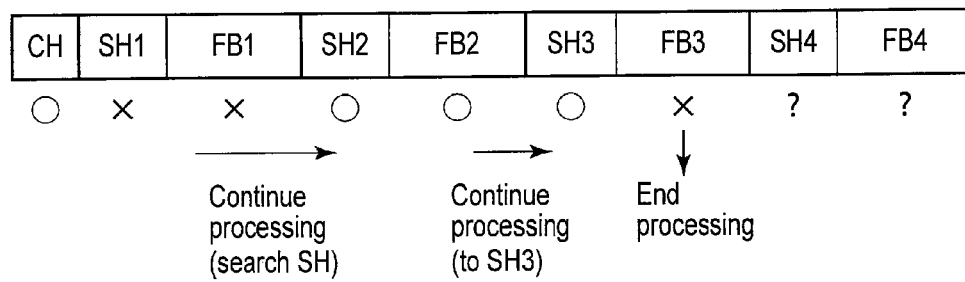 CH SH1 FB1 SH2 FB2 SH3 FB3 SH4 FB4
○ × × ○ ○ ○ × ? ?
Continue
processing
(search SH)
Continue
processing
(to SH3)
End
processing